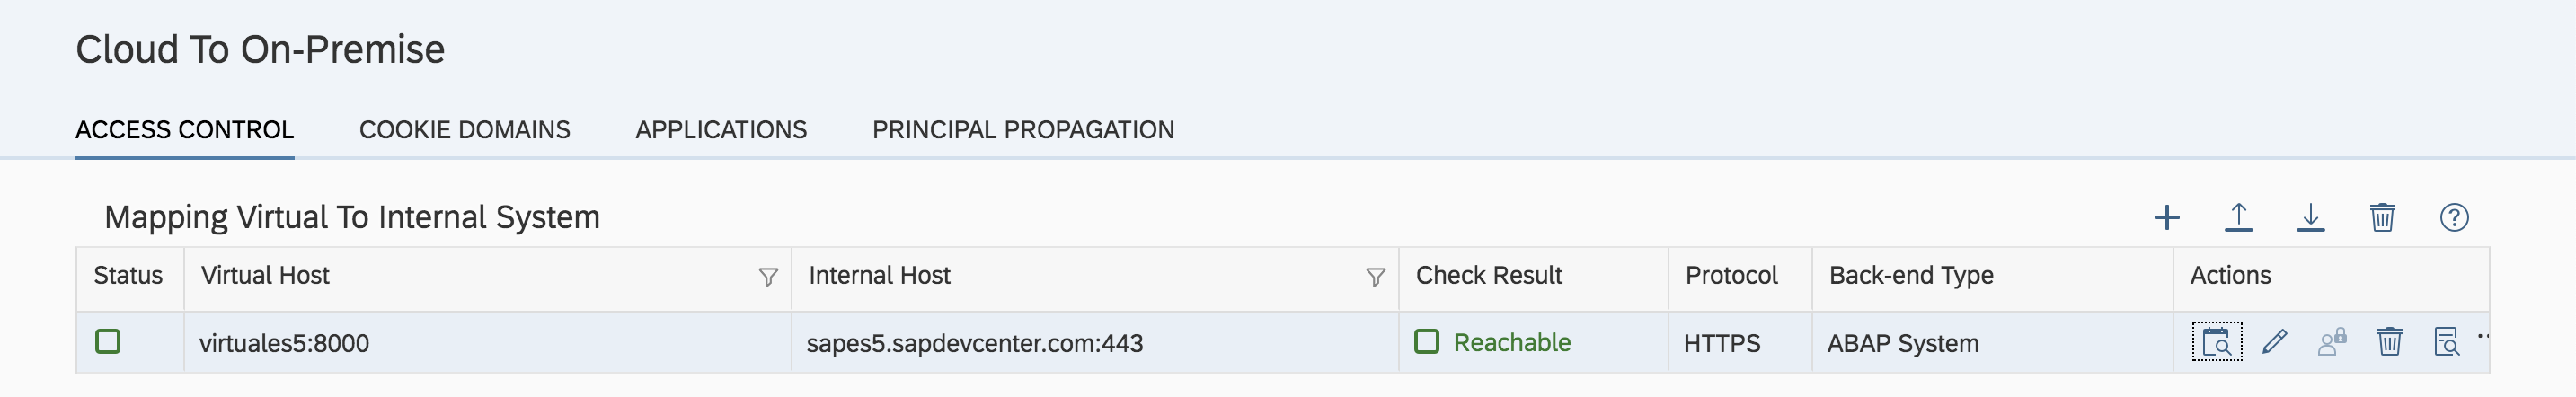 Cloud To On-Premise
ACCESS CONTROL COOKIE DOMAINS APPLICATIONS PRINCIPAL PROPAGATION
Mapping Virtual To Internal System
Status Virtual Host Internal Host Check Result Protocol Back-end Type Actions
virtuales5:8000 sapes5.sapdevcenter.com:443 Reachable HTTPS ABAP System